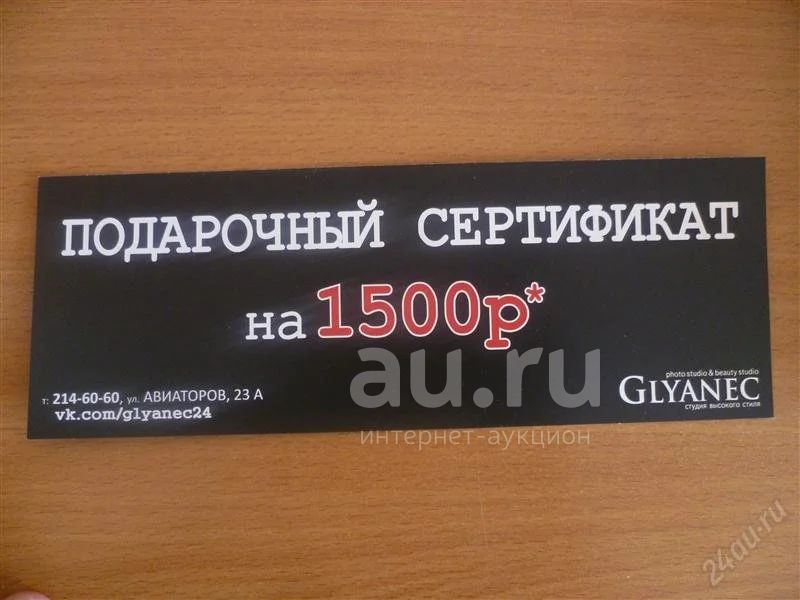 ПОДАРОЧНЫЙ СЕРТИФИКАТ
на 1500р*
au.ru
интернет-аукцион
т: 214-60-60, ул. АВИАТОРОВ, 23 А
vk.com/glyanec24
photo studio & beauty studio
GLYANEC
студия высокого стиля
24au.ru